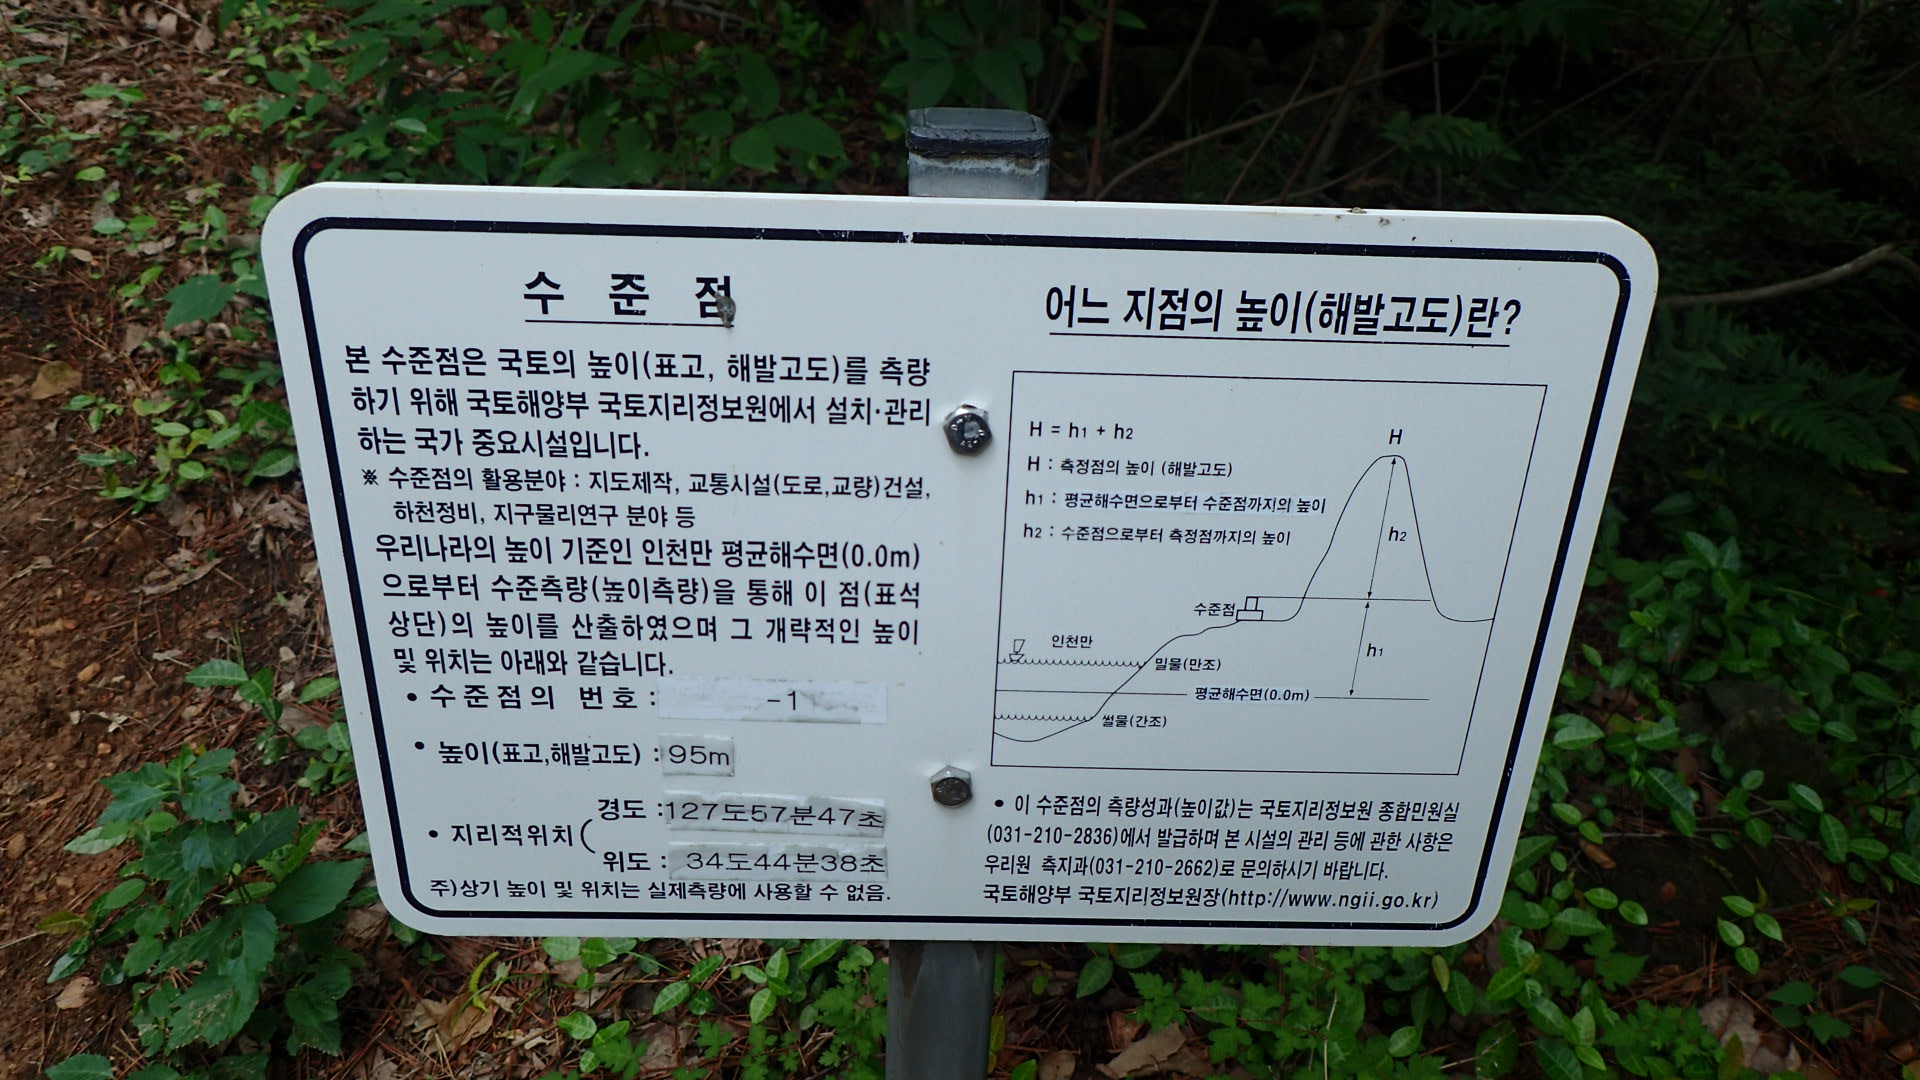 수 준 점
본 수준점은 국토의 높이(표고, 해발고도)를 측량
하기 위해 국토해양부 국토지리정보원에서 설치·관리
하는 국가 중요시설입니다.
※ 수준점의 활용분야 : 지도제작, 교통시설(도로,교량)건설,
하천정비, 지구물리연구 분야 등
우리나라의 높이 기준인 인천만 평균해수면(0.0m)
으로부터 수준측량(높이측량)을 통해 이 점(표석
상단)의 높이를 산출하였으며 그 개략적인 높이
및 위치는 아래와 같습니다.
• 수준점의 번호 : -1
• 높이(표고,해발고도) : 95m
• 지리적위치 ( 경도 : 127도57분47초
위도 : 34도44분38초
주)상기 높이 및 위치는 실제측량에 사용할 수 없음.
어느 지점의 높이(해발고도)란?
H = h1 + h2
H : 측정점의 높이 (해발고도)
h1 : 평균해수면으로부터 수준점까지의 높이
h2 : 수준점으로부터 측정점까지의 높이
H
h2
수준점
h1
인천만
밀물(만조)
평균해수면(0.0m)
썰물(간조)
• 이 수준점의 측량성과(높이값)는 국토지리정보원 종합민원실
(031-210-2836)에서 발급하며 본 시설의 관리 등에 관한 사항은
우리원 측지과(031-210-2662)로 문의하시기 바랍니다.
국토해양부 국토지리정보원장(http://www.ngii.go.kr)